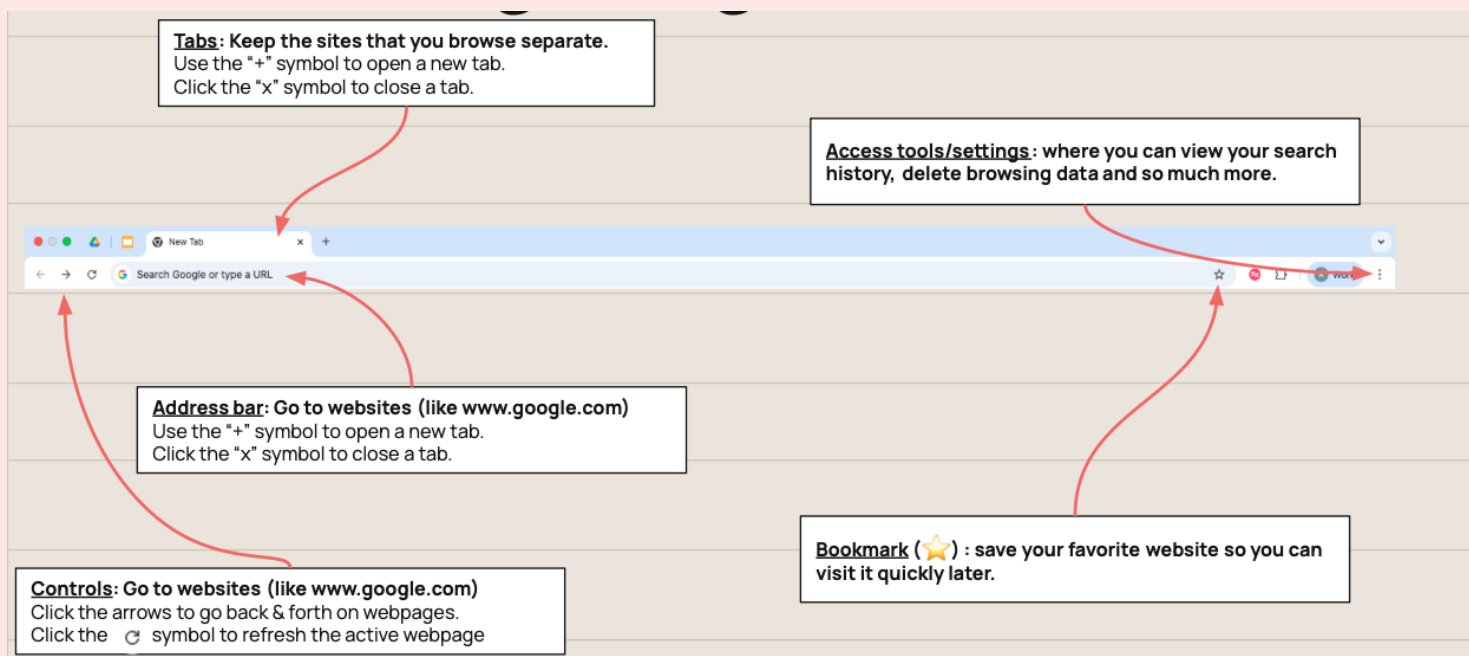 Tabs: Keep the sites that you browse separate.
Use the “+” symbol to open a new tab.
Click the “x” symbol to close a tab.
Access tools/settings: where you can view your search
history, delete browsing data and so much more.
New Tab
Search Google or type a URL
Address bar: Go to websites (like www.google.com)
Use the “+” symbol to open a new tab.
Click the “x” symbol to close a tab.
Bookmark (⭐) : save your favorite website so you can
visit it quickly later.
Controls: Go to websites (like www.google.com)
Click the arrows to go back & forth on webpages.
Click the symbol to refresh the active webpage